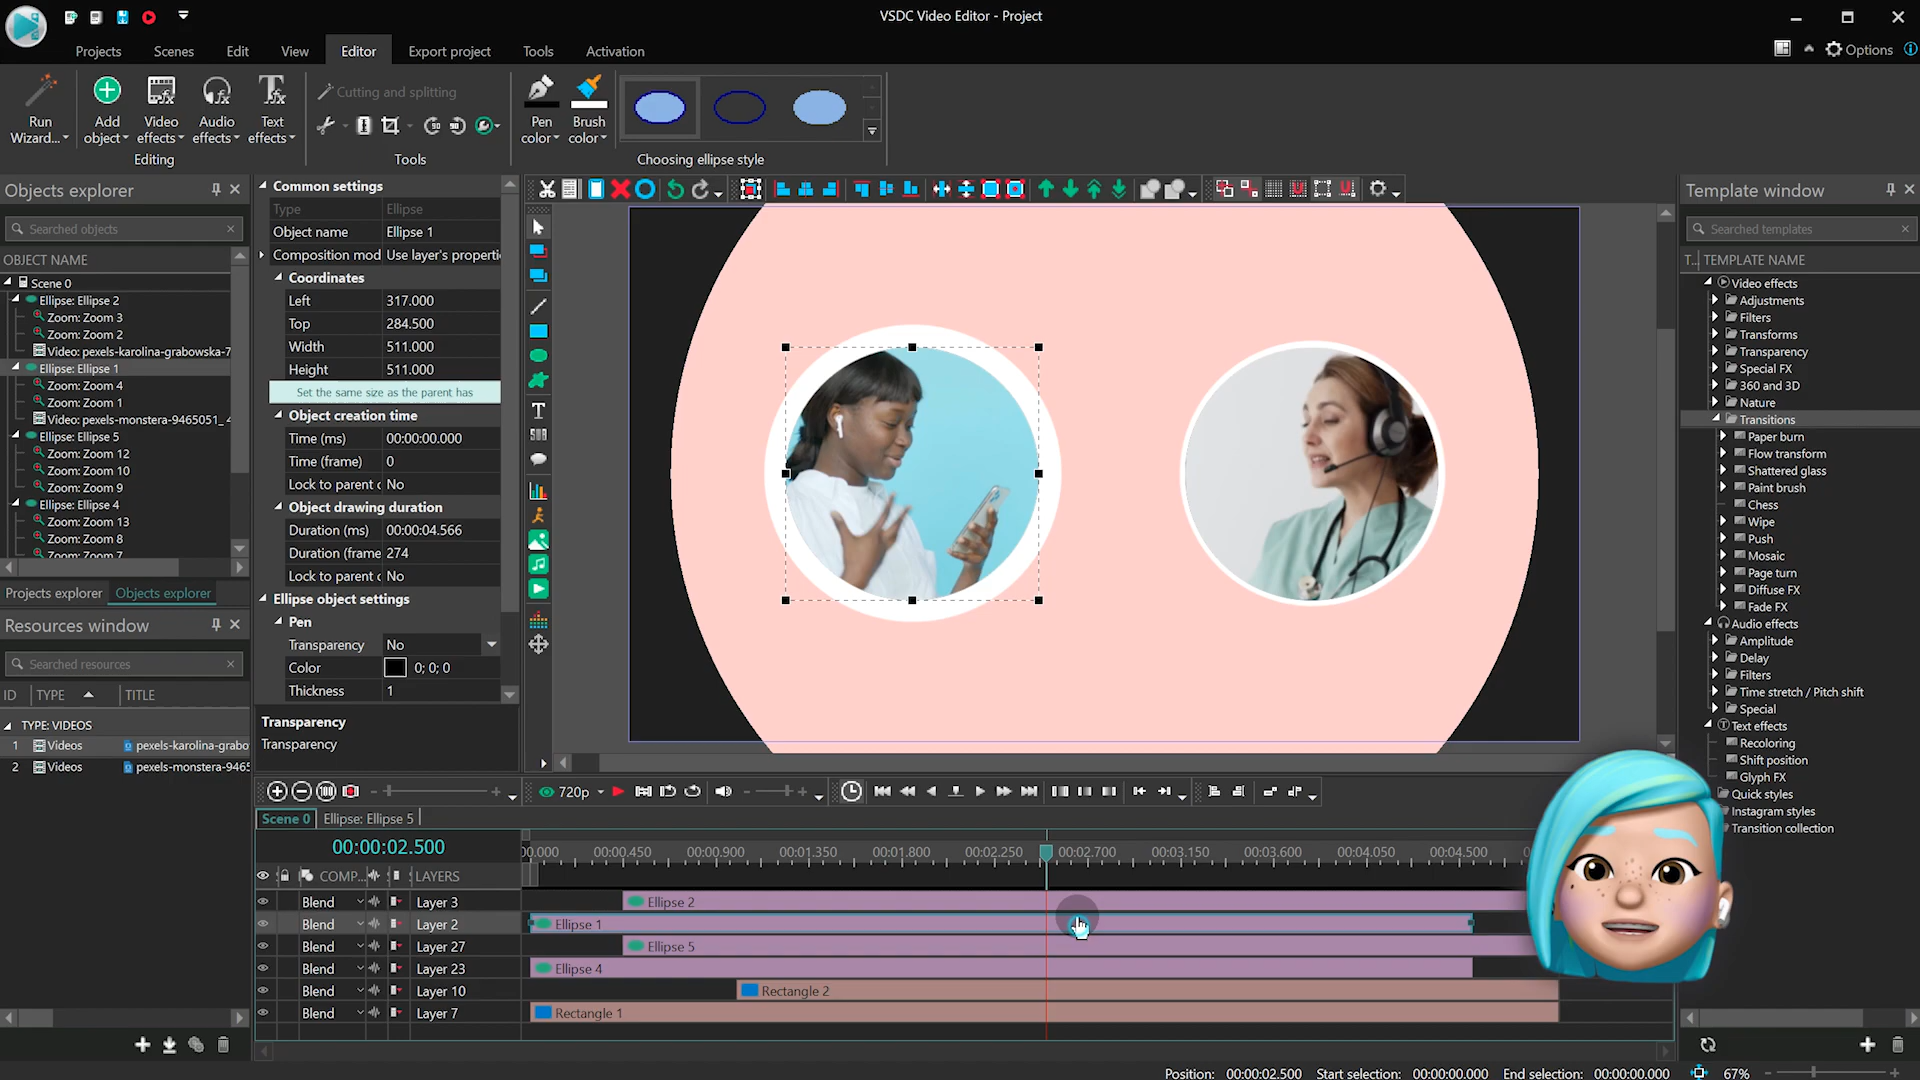 VSDC Video Editor - Project
Projects
Scenes
Edit
View
Editor
Export project
Tools
Activation
Options
Run Wizard...
Add object
Video effects
Audio effects
Text effects
Editing
Cutting and splitting
Tools
Pen color
Brush color
Choosing ellipse style
Objects explorer
Searched objects
OBJECT NAME
Scene 0
Ellipse: Ellipse 2
Zoom: Zoom 3
Zoom: Zoom 2
Video: pexels-karolina-grabowska-7
Ellipse: Ellipse 1
Zoom: Zoom 4
Zoom: Zoom 1
Video: pexels-monstera-9465051_ 4
Ellipse: Ellipse 5
Zoom: Zoom 12
Zoom: Zoom 10
Zoom: Zoom 9
Ellipse: Ellipse 4
Zoom: Zoom 13
Zoom: Zoom 8
Zoom: Zoom 7
Projects explorer
Objects explorer
Resources window
Searched resources
ID TYPE TITLE
TYPE: VIDEOS
1 Videos pexels-karolina-grabo
2 Videos pexels-monstera-9465
Common settings
Type Ellipse
Object name Ellipse 1
Composition mod Use layer's properti
Coordinates
Left 317.000
Top 284.500
Width 511.000
Height 511.000
Set the same size as the parent has
Object creation time
Time (ms) 00:00:00.000
Time (frame) 0
Lock to parent c No
Object drawing duration
Duration (ms) 00:00:04.566
Duration (frame 274
Lock to parent c No
Ellipse object settings
Pen
Transparency No
Color 0; 0; 0
Thickness 1
Transparency
Transparency
Template window
Searched templates
T... TEMPLATE NAME
Video effects
Adjustments
Filters
Transforms
Transparency
Special FX
360 and 3D
Nature
Transitions
Paper burn
Flow transform
Shattered glass
Paint brush
Chess
Wipe
Push
Mosaic
Page turn
Diffuse FX
Fade FX
Audio effects
Amplitude
Delay
Filters
Time stretch / Pitch shift
Special
Text effects
Recoloring
Shift position
Glyph FX
Quick styles
Instagram styles
Transition collection
720p
Scene 0
Ellipse: Ellipse 5
00:00:02.500
00.000 00:00.450 00:00.900 00:01.350 00:01.800 00:02.250 00:02.700 00:03.150 00:03.600 00:04.050 00:04.500
COMP... LAYERS
Blend Layer 3 Ellipse 2
Blend Layer 2 Ellipse 1
Blend Layer 27 Ellipse 5
Blend Layer 23 Ellipse 4
Blend Layer 10 Rectangle 2
Blend Layer 7 Rectangle 1
Position: 00:00:02.500 Start selection: 00:00:00.000 End selection: 00:00:00.000 67%